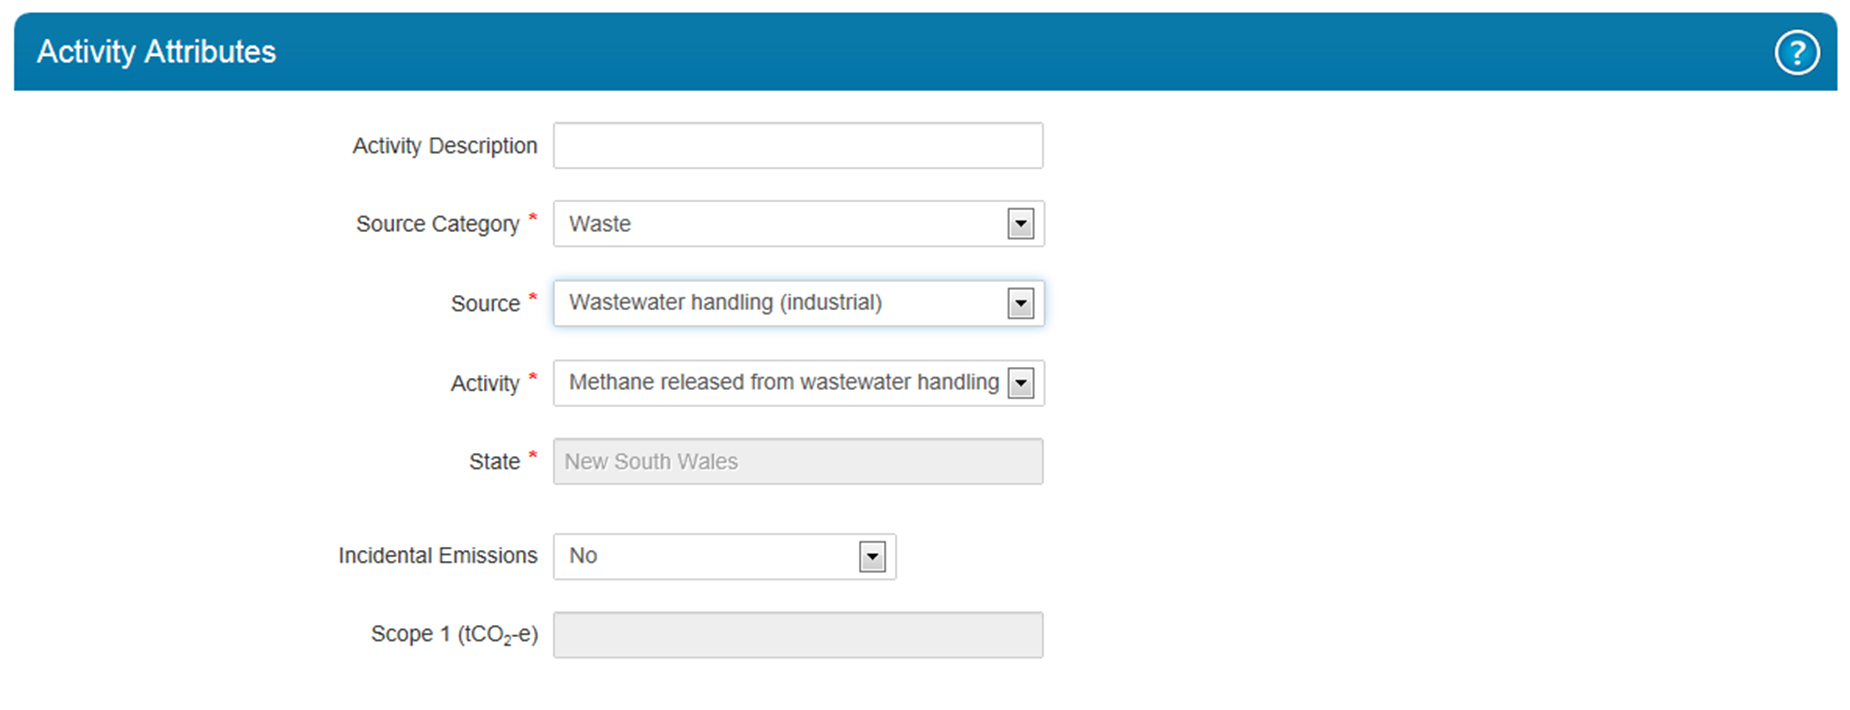 Activity Attributes ?
Activity Description
Source Category * Waste
Source * Wastewater handling (industrial)
Activity * Methane released from wastewater handling
State * New South Wales
Incidental Emissions No
Scope 1 (tCO₂-e)